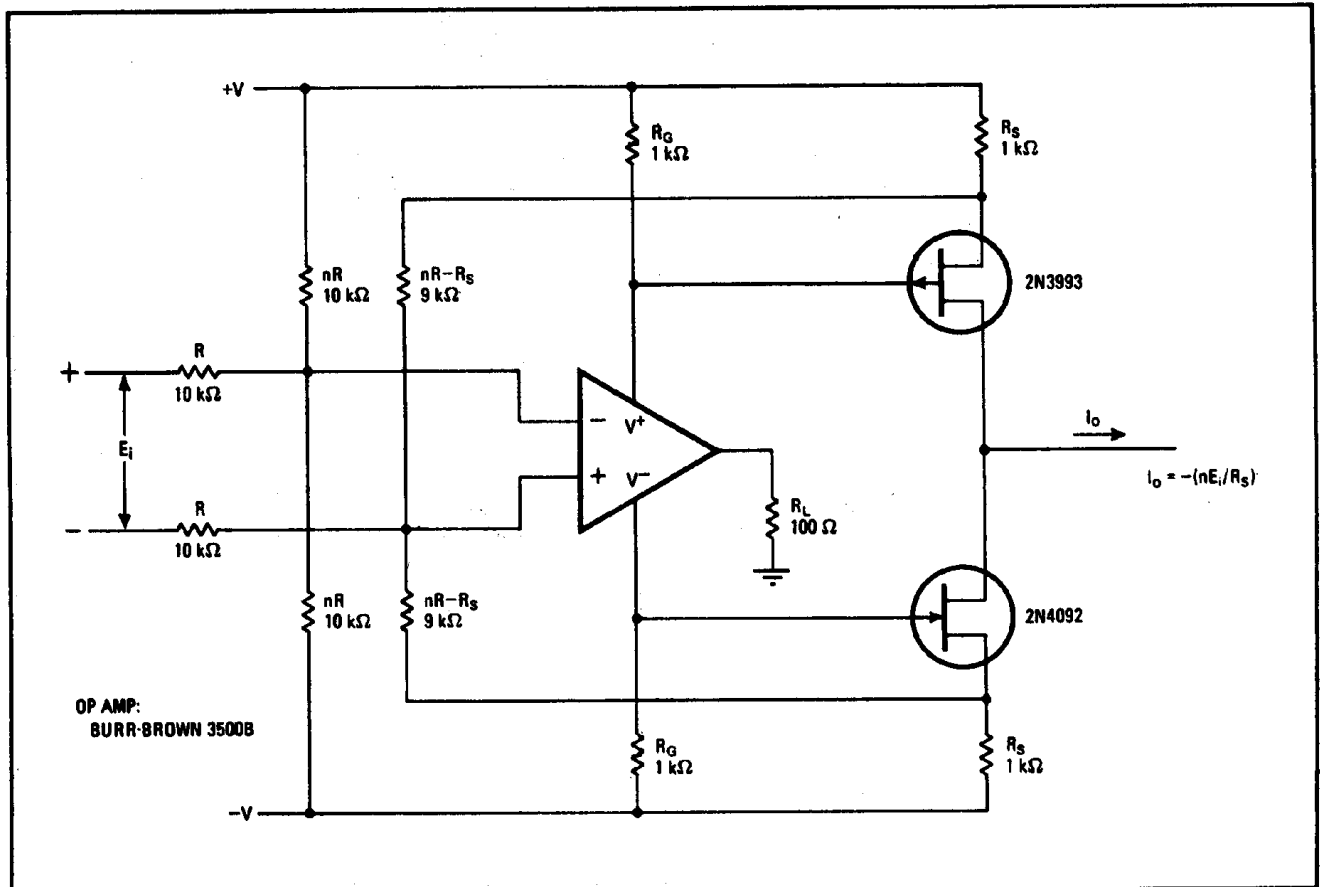 +V
R_G
1 kΩ
R_S
1 kΩ
nR
10 kΩ
nR−R_S
9 kΩ
2N3993
R
10 kΩ
+
E_i
−
R
10 kΩ
− V⁺
+ V⁻
R_L
100 Ω
I_o
I_o = −(nE_i/R_S)
nR
10 kΩ
nR−R_S
9 kΩ
2N4092
OP AMP:
BURR-BROWN 3500B
R_G
1 kΩ
R_S
1 kΩ
−V